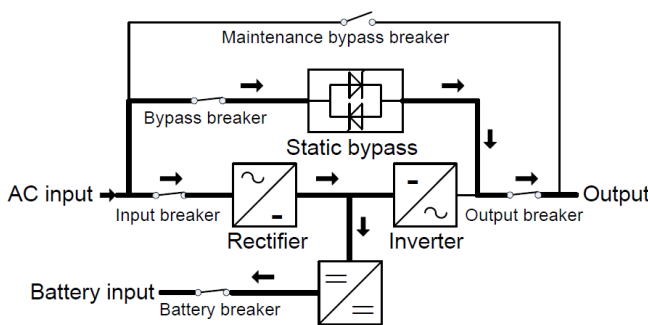 Maintenance bypass breaker
Bypass breaker
Static bypass
AC input
Input breaker
Rectifier
Inverter
Output breaker
Output
Battery input
Battery breaker